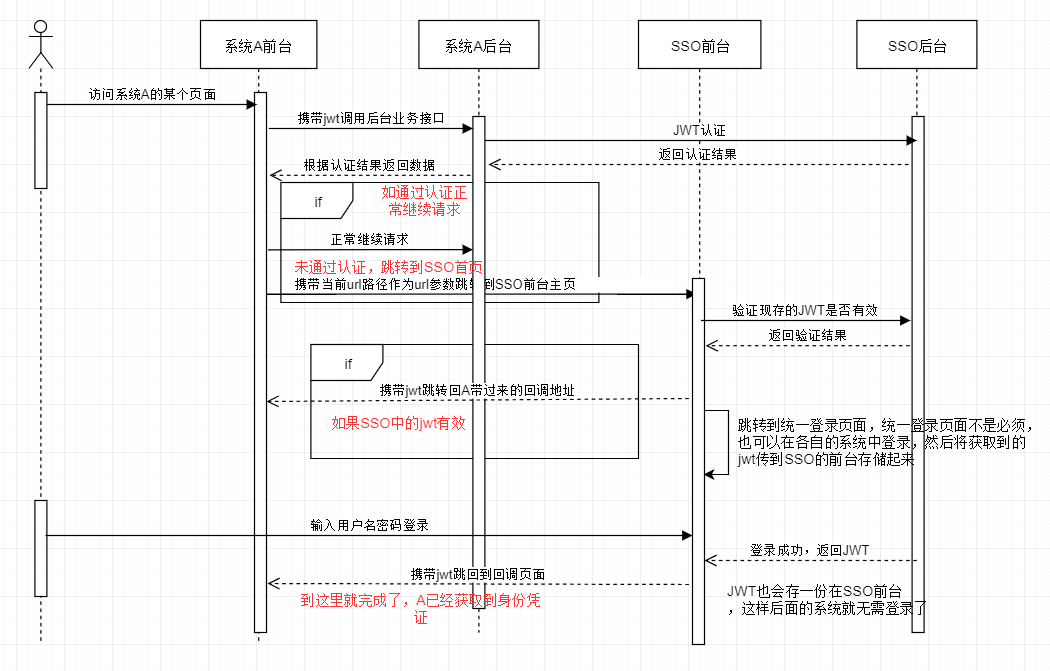 系统A前台
系统A后台
SSO前台
SSO后台
访问系统A的某个页面
携带jwt调用后台业务接口
JWT认证
返回认证结果
根据认证结果返回数据
if
如通过认证正
常继续请求
正常继续请求
未通过认证，跳转到SSO首页
携带当前url路径作为url参数跳转到SSO前台主页
验证现存的JWT是否有效
返回验证结果
if
携带jwt跳转回A带过来的回调地址
如果SSO中的jwt有效
跳转到统一登录页面，统一登录页面不是必须，
也可以在各自的系统中登录，然后将获取到的
jwt传到SSO的前台存储起来
输入用户名密码登录
登录成功，返回JWT
携带jwt跳回到回调页面
JWT也会存一份在SSO前台
，这样后面的系统就无需登录了
到这里就完成了，A已经获取到身份凭
证